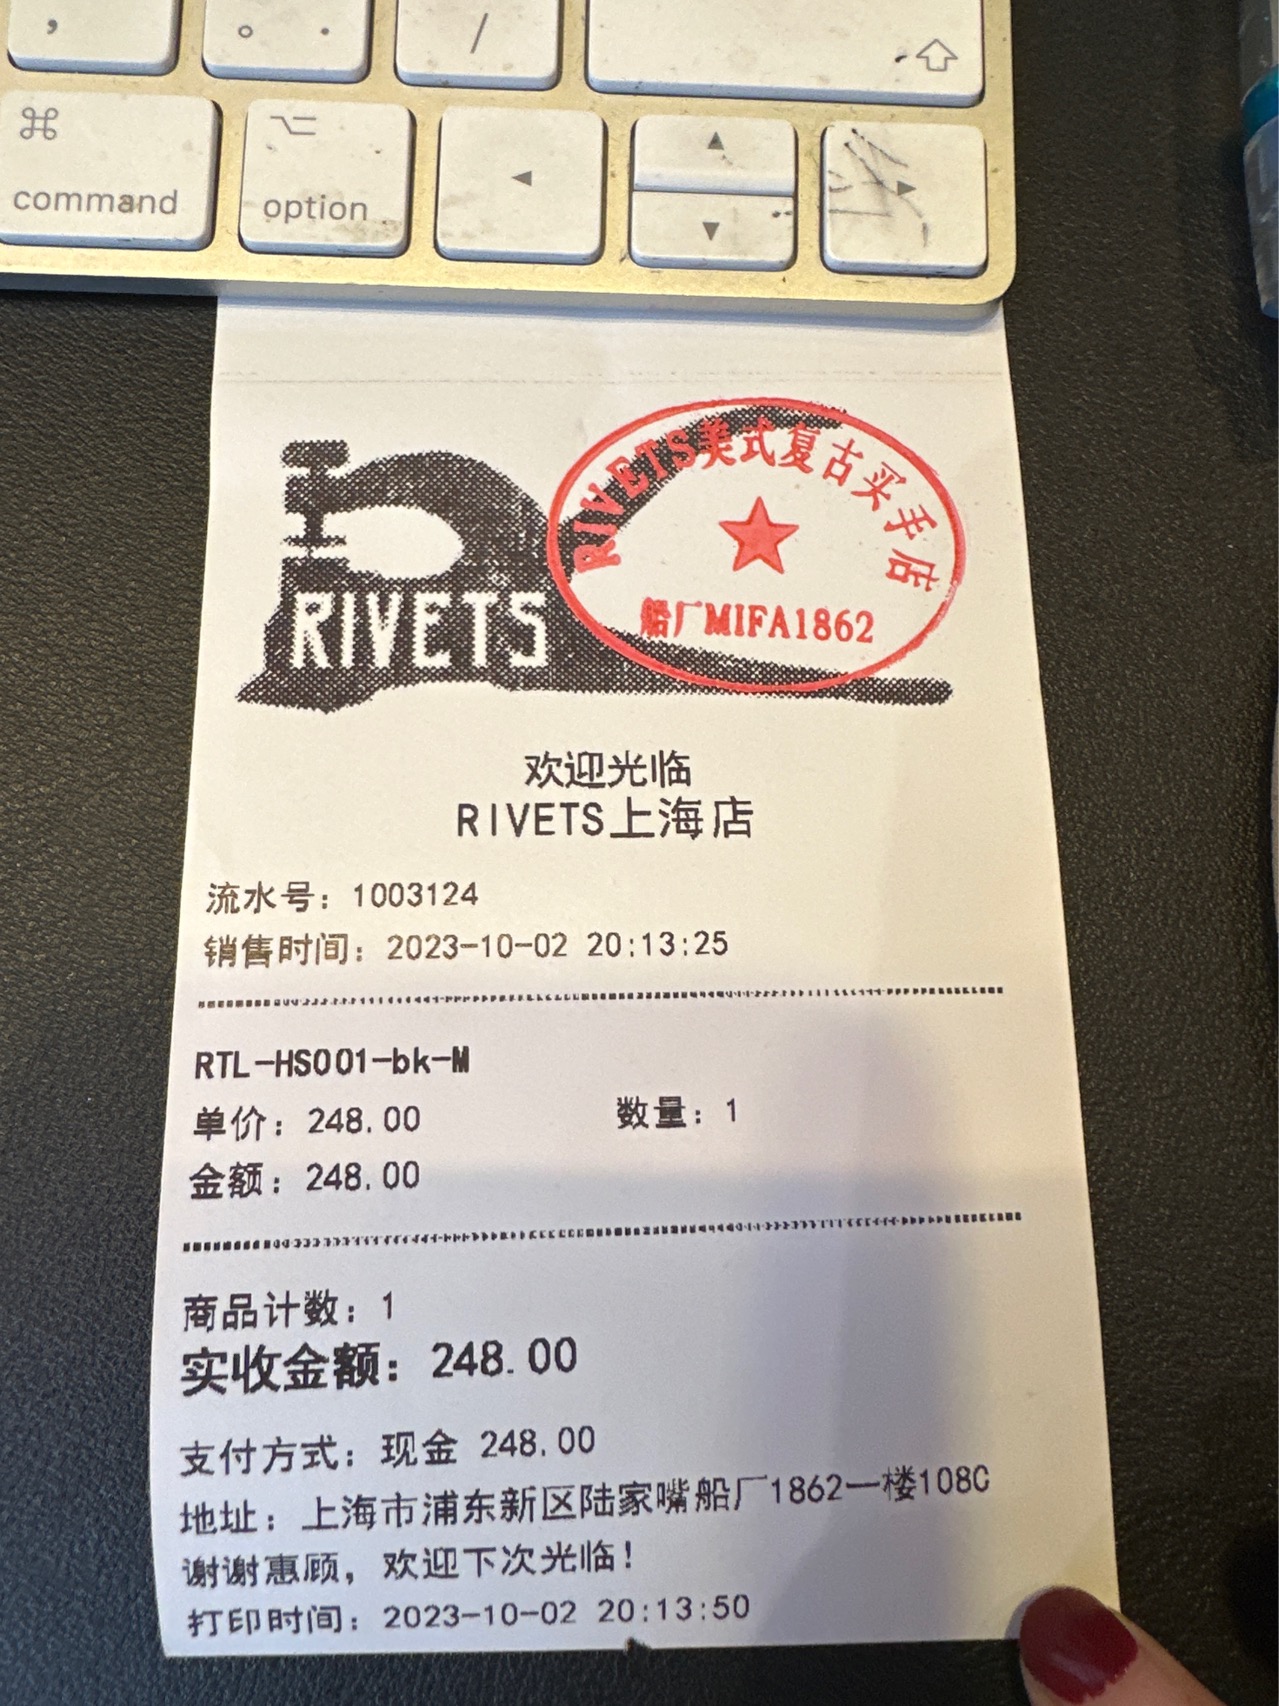 command
option
RIVETS
RIVETS美式复古买手店
船厂MIFA1862
欢迎光临
RIVETS上海店
流水号：1003124
销售时间：2023-10-02 20:13:25
RTL-HS001-bk-M
单价：248.00 数量：1
金额：248.00
商品计数：1
实收金额：248.00
支付方式：现金 248.00
地址：上海市浦东新区陆家嘴船厂1862一楼108C
谢谢惠顾，欢迎下次光临！
打印时间：2023-10-02 20:13:50